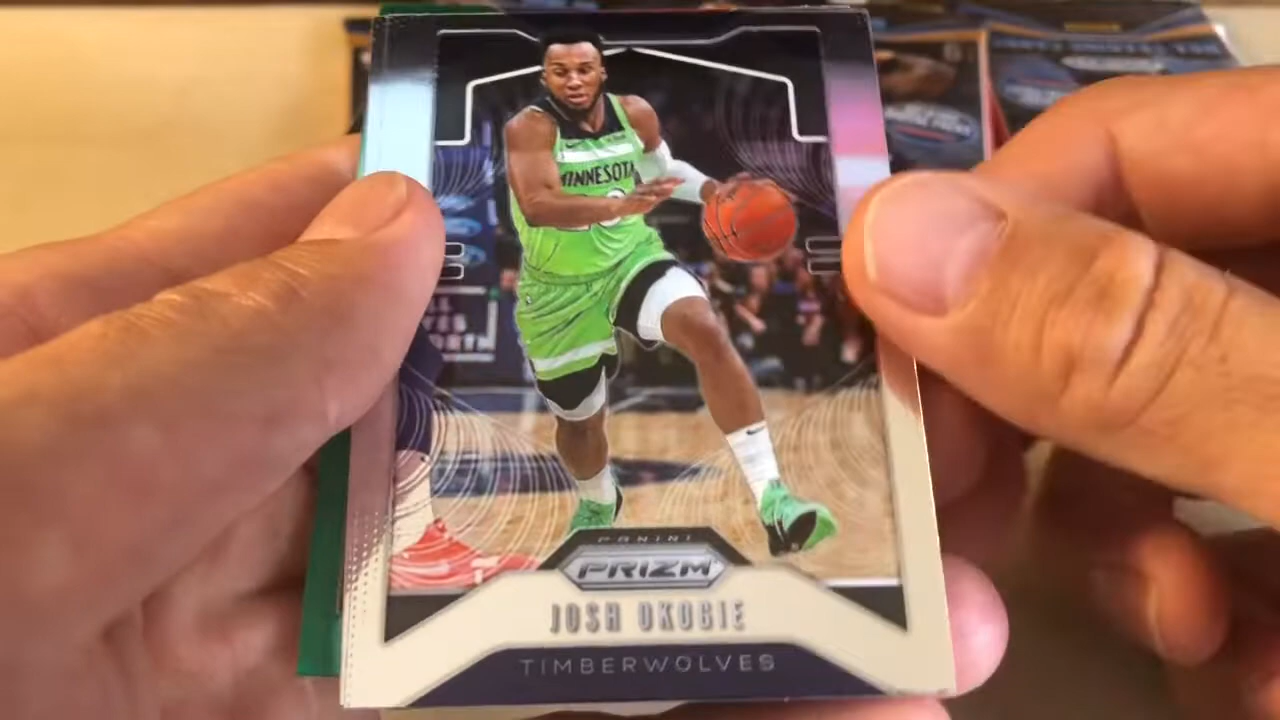 MINNESOTA
PANINI
PRIZM
JOSH OKOGIE
TIMBERWOLVES